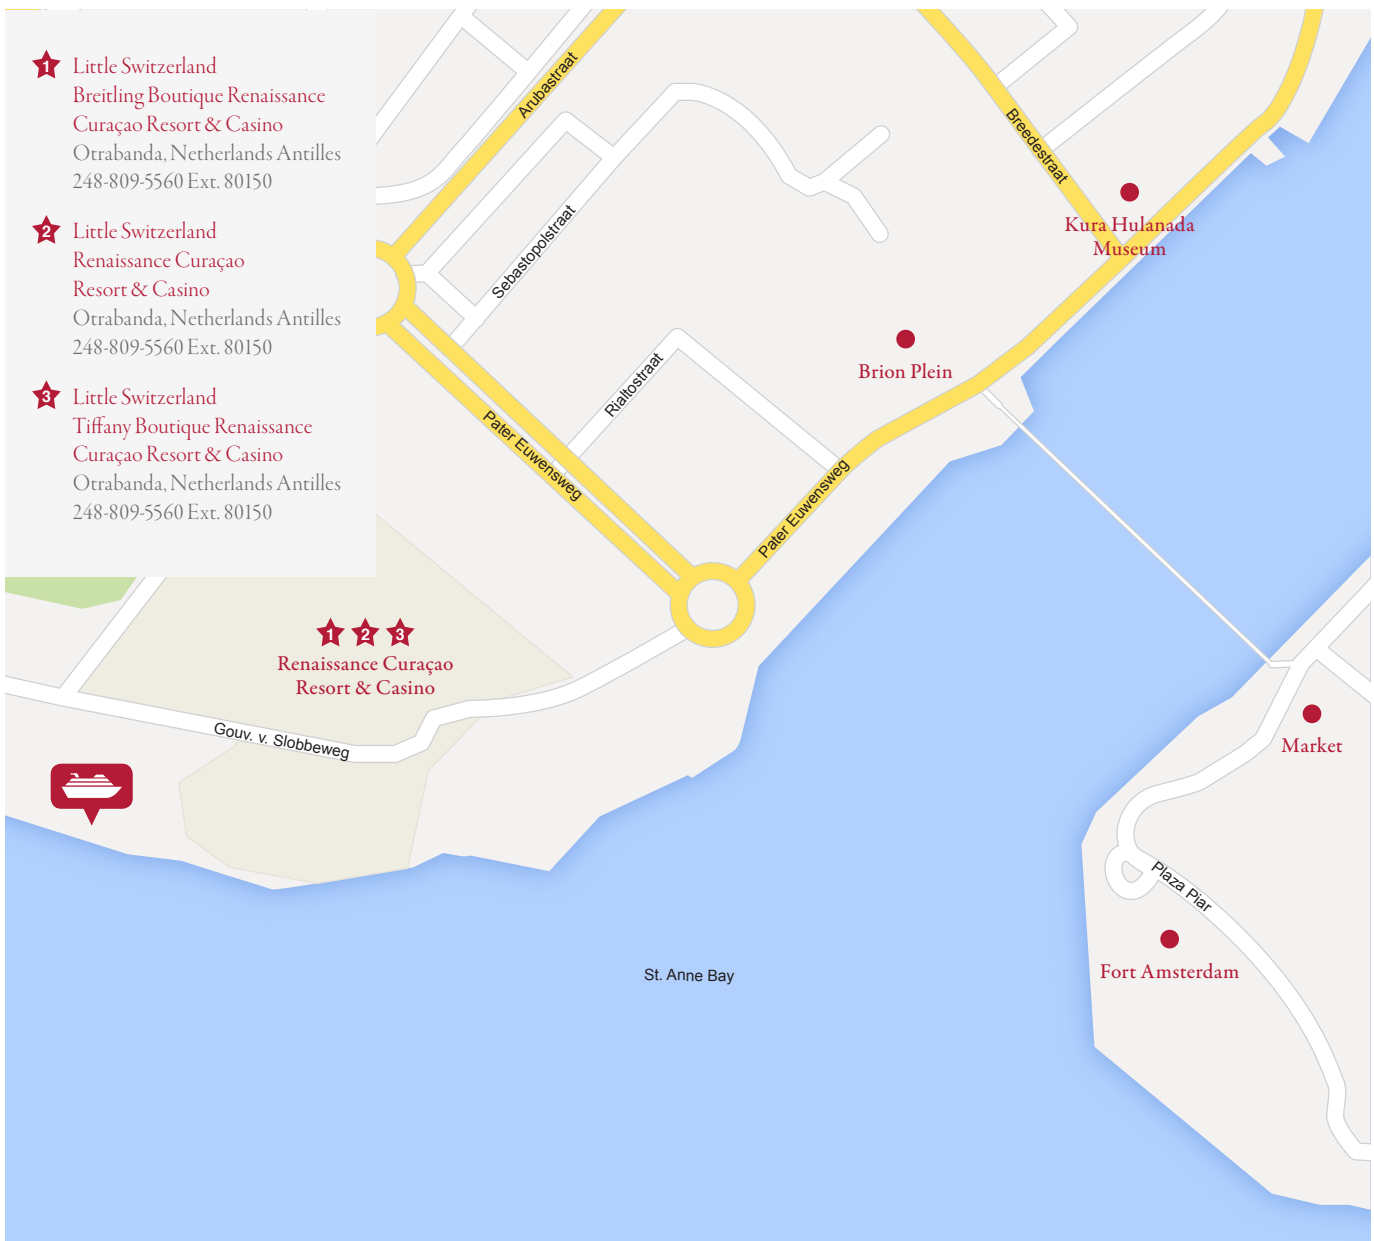 1 Little Switzerland
Breitling Boutique Renaissance
Curaçao Resort & Casino
Otrabanda, Netherlands Antilles
248-809-5560 Ext. 80150
2 Little Switzerland
Renaissance Curaçao
Resort & Casino
Otrabanda, Netherlands Antilles
248-809-5560 Ext. 80150
3 Little Switzerland
Tiffany Boutique Renaissance
Curaçao Resort & Casino
Otrabanda, Netherlands Antilles
248-809-5560 Ext. 80150
Arubastraat
Breedestraat
Kura Hulanada
Museum
Sebastopolstraat
Brion Plein
Rialtostraat
Pater Euwensweg
Pater Euwensweg
1 2 3
Renaissance Curaçao
Resort & Casino
Gouv. v. Slobbeweg
Market
Plaza Piar
Fort Amsterdam
St. Anne Bay